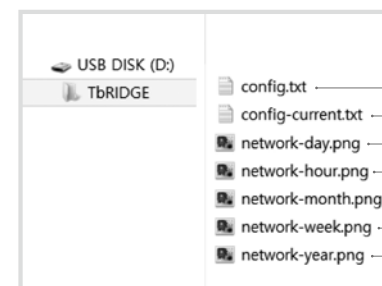 USB DISK (D:)
TbRIDGE
config.txt
config-current.txt
network-day.png
network-hour.png
network-month.png
network-week.png
network-year.png